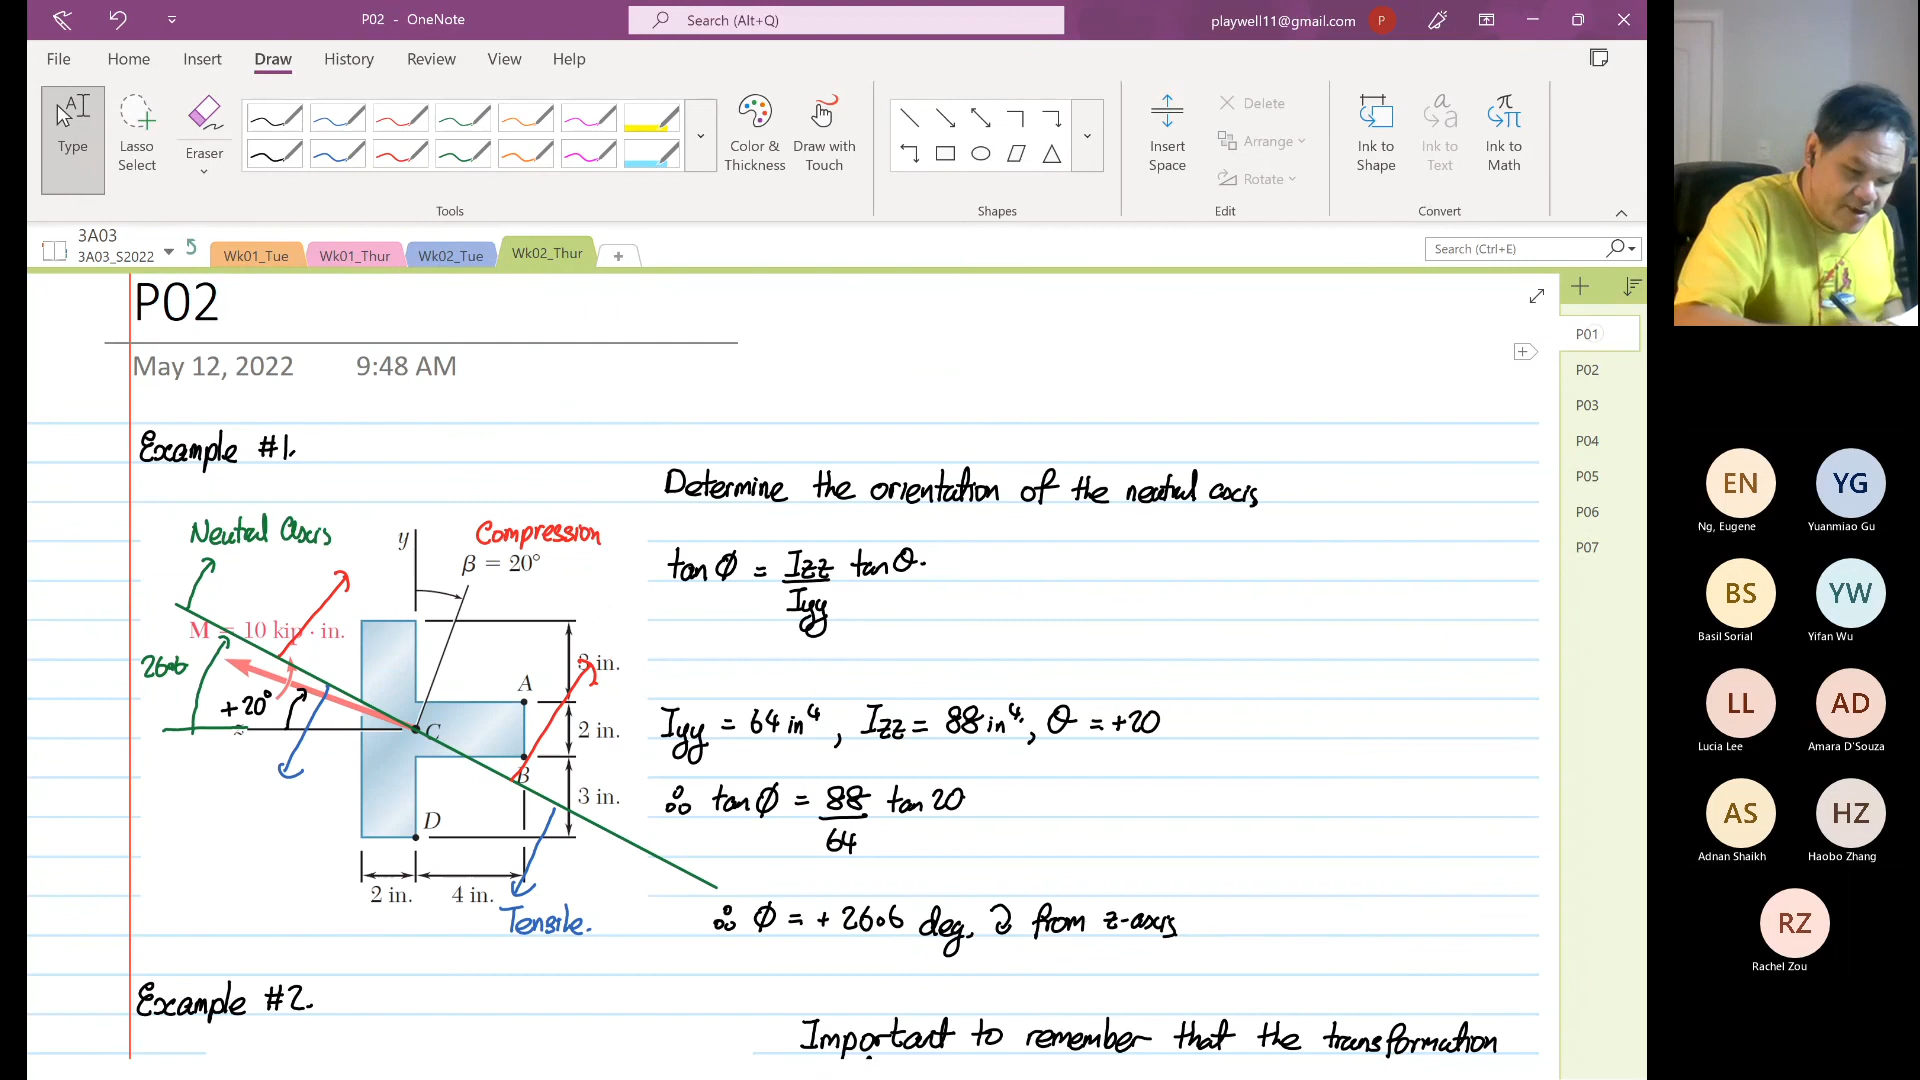 P02 - OneNote
Search (Alt+Q)
playwell11@gmail.com
P
File Home Insert Draw History Review View Help
Type
Lasso Select
Eraser
Color & Thickness
Draw with Touch
Insert Space
Delete
Arrange
Rotate
Ink to Shape
Ink to Text
Ink to Math
Tools
Shapes
Edit
Convert
3A03
3A03_S2022
Wk01_Tue
Wk01_Thur
Wk02_Tue
Wk02_Thur
Search (Ctrl+E)
P02
May 12, 2022 9:48 AM
P01
P02
P03
P04
P05
P06
P07
Example #1.
Determine the orientation of the neutral axis
Neutral Axis
y
Compression
β = 20°
M = 10 kip · in.
26.6
+20°
z
C
A
B
D
3 in.
2 in.
3 in.
2 in.
4 in.
Tensile.
tan Ø = Izz/Iyy tan θ.
Iyy = 64 in⁴, Izz = 88 in⁴, θ = +20
∴ tan Ø = 88/64 tan 20
∴ Ø = + 26.6 deg, ↻ from z-axis
Example #2.
Important to remember that the transformation
EN
Ng, Eugene
YG
Yuanmiao Gu
BS
Basil Sorial
YW
Yifan Wu
LL
Lucia Lee
AD
Amara D'Souza
AS
Adnan Shaikh
HZ
Haobo Zhang
RZ
Rachel Zou